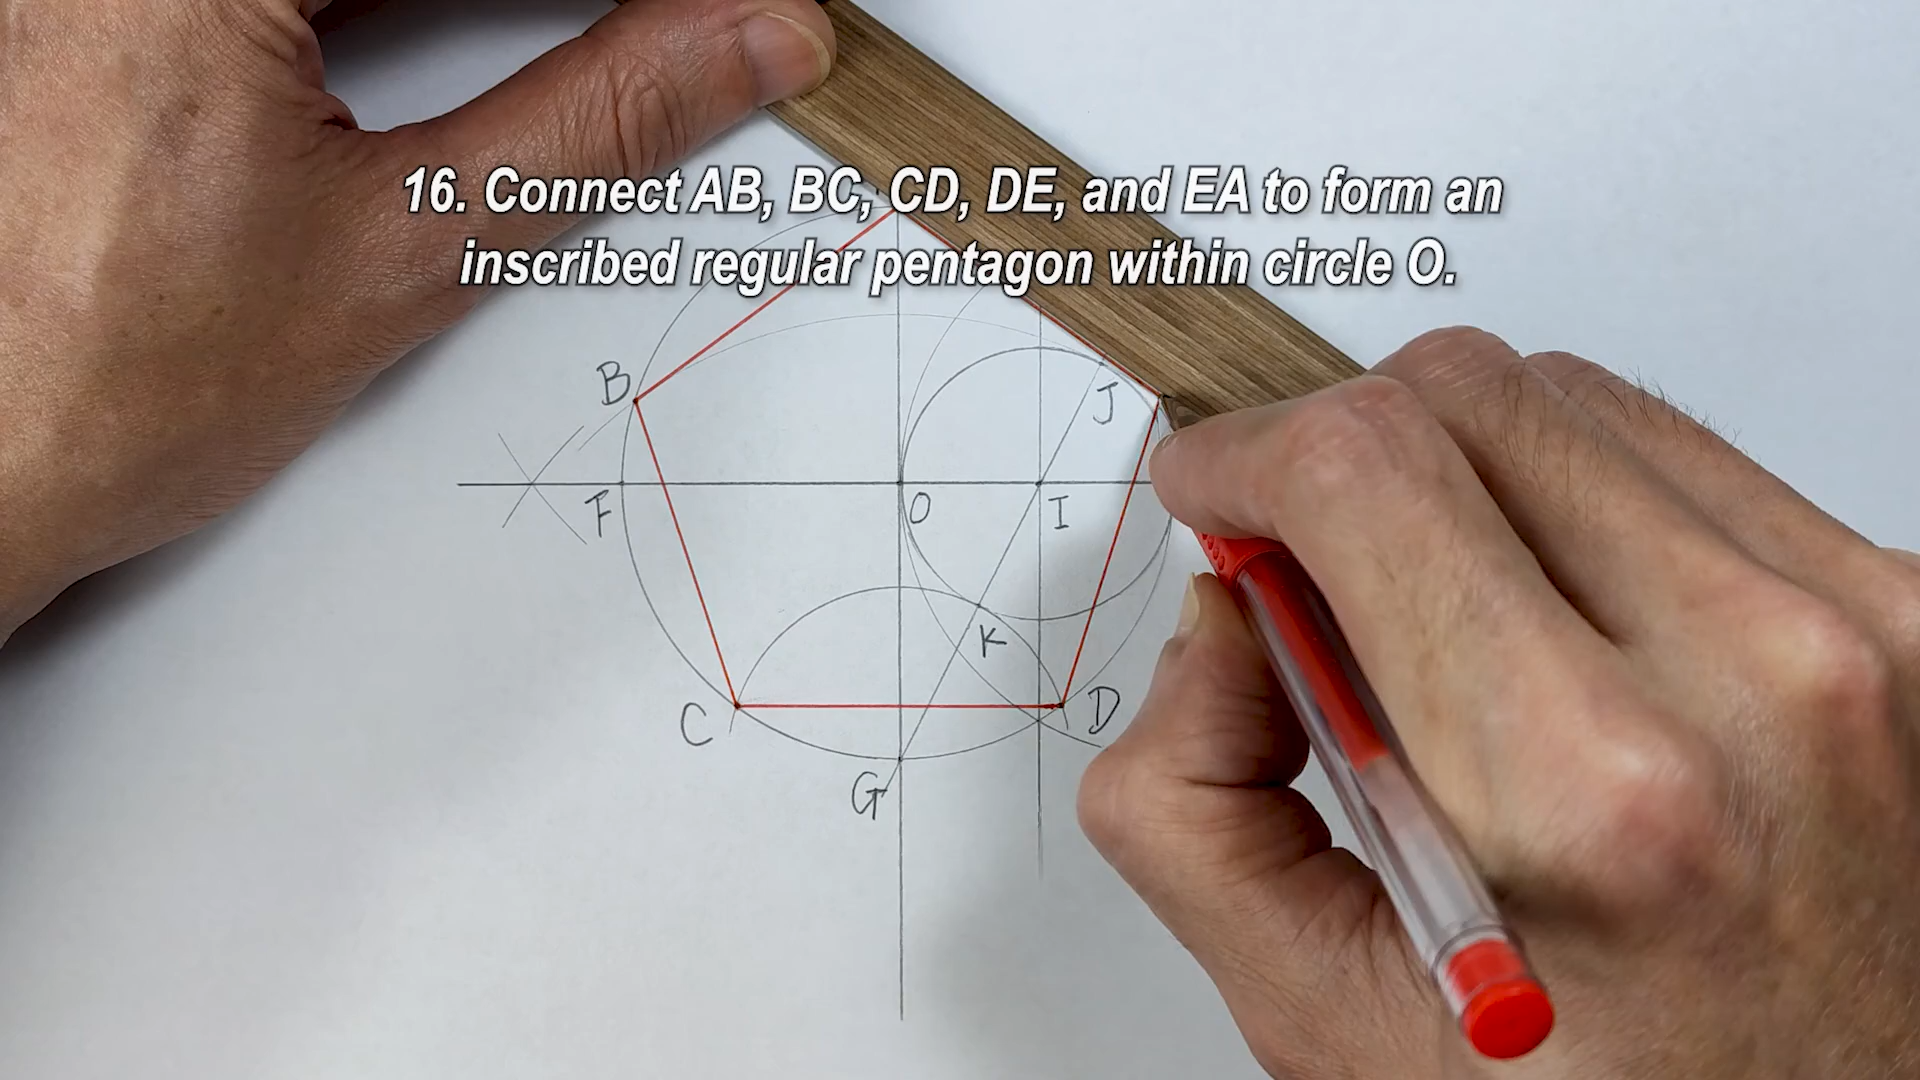 16. Connect AB, BC, CD, DE, and EA to form an
inscribed regular pentagon within circle O.
B
J
F
O
I
K
C
D
G